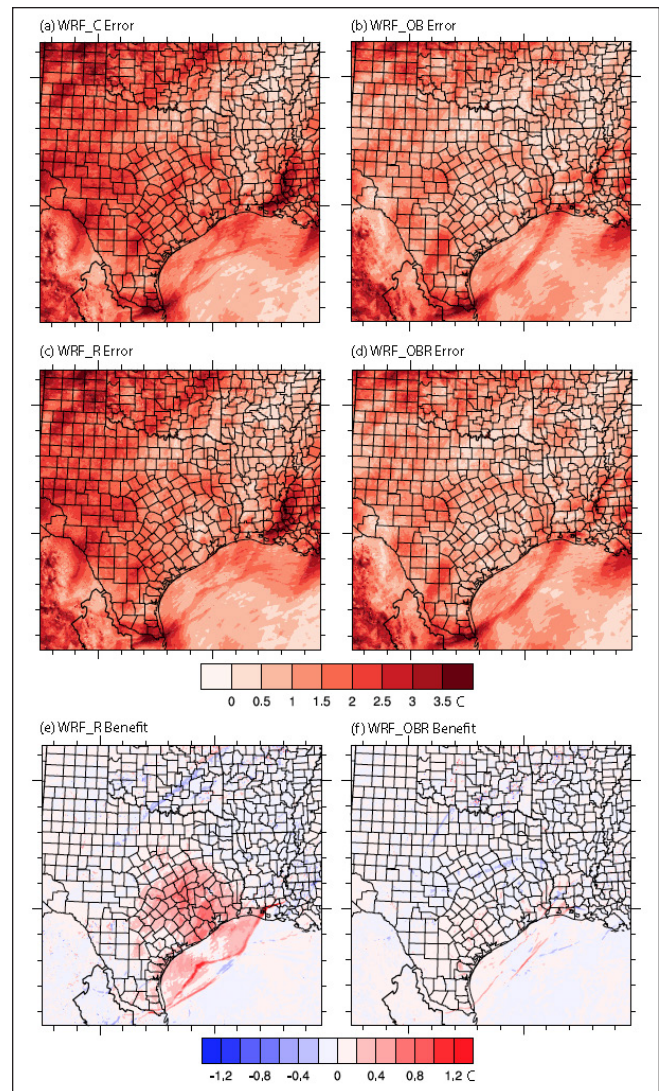 (a) WRF_C Error
(b) WRF_OB Error
(c) WRF_R Error
(d) WRF_OBR Error
0 0.5 1 1.5 2 2.5 3 3.5 C
(e) WRF_R Benefit
(f) WRF_OBR Benefit
-1.2 -0.8 -0.4 0 0.4 0.8 1.2 C